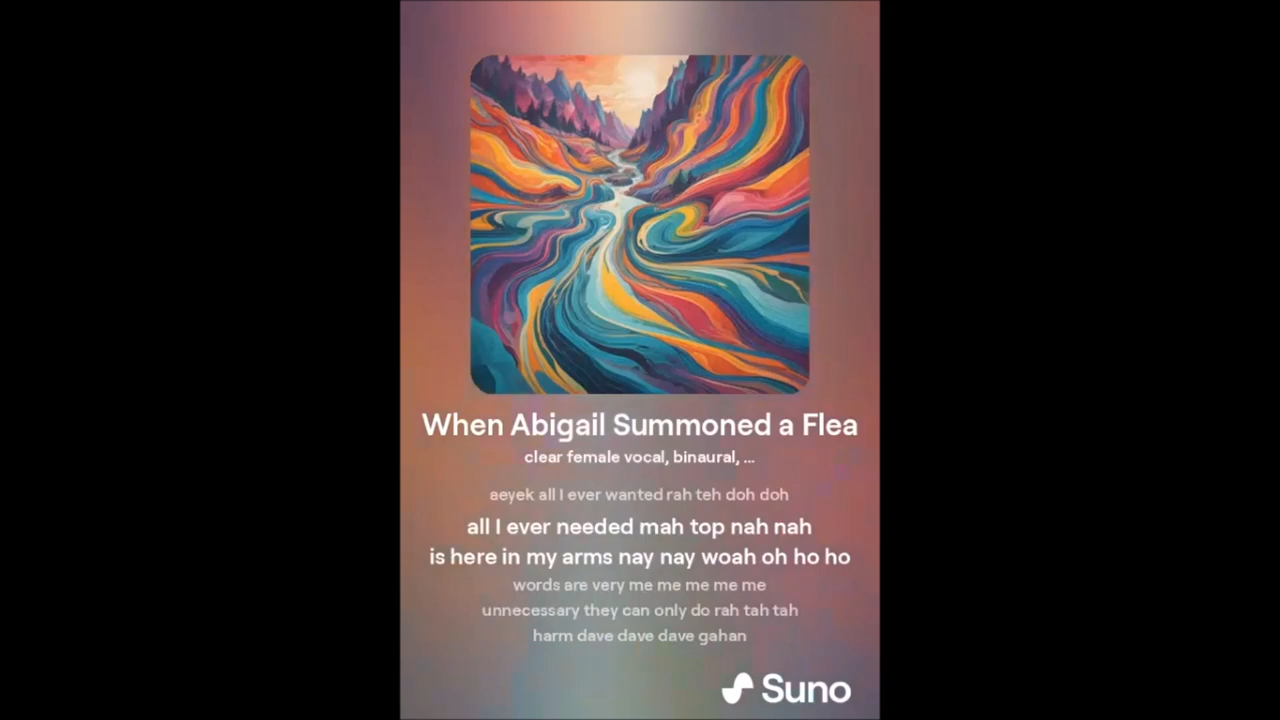 When Abigail Summoned a Flea
clear female vocal, binaural, ...
aeyek all I ever wanted rah teh doh doh
all I ever needed mah top nah nah
is here in my arms nay nay woah oh ho ho
words are very me me me me me
unnecessary they can only do rah tah tah
harm dave dave dave gahan
Suno